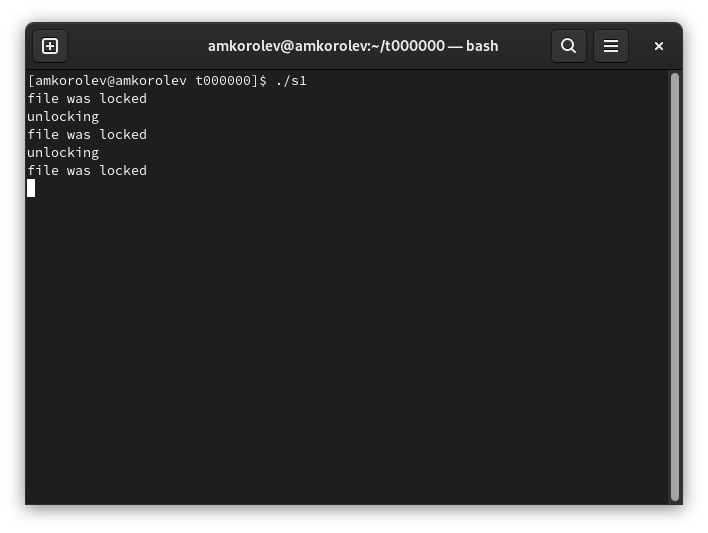 amkorolev@amkorolev:~/t000000 — bash
[amkorolev@amkorolev t000000]$ ./s1
file was locked
unlocking
file was locked
unlocking
file was locked